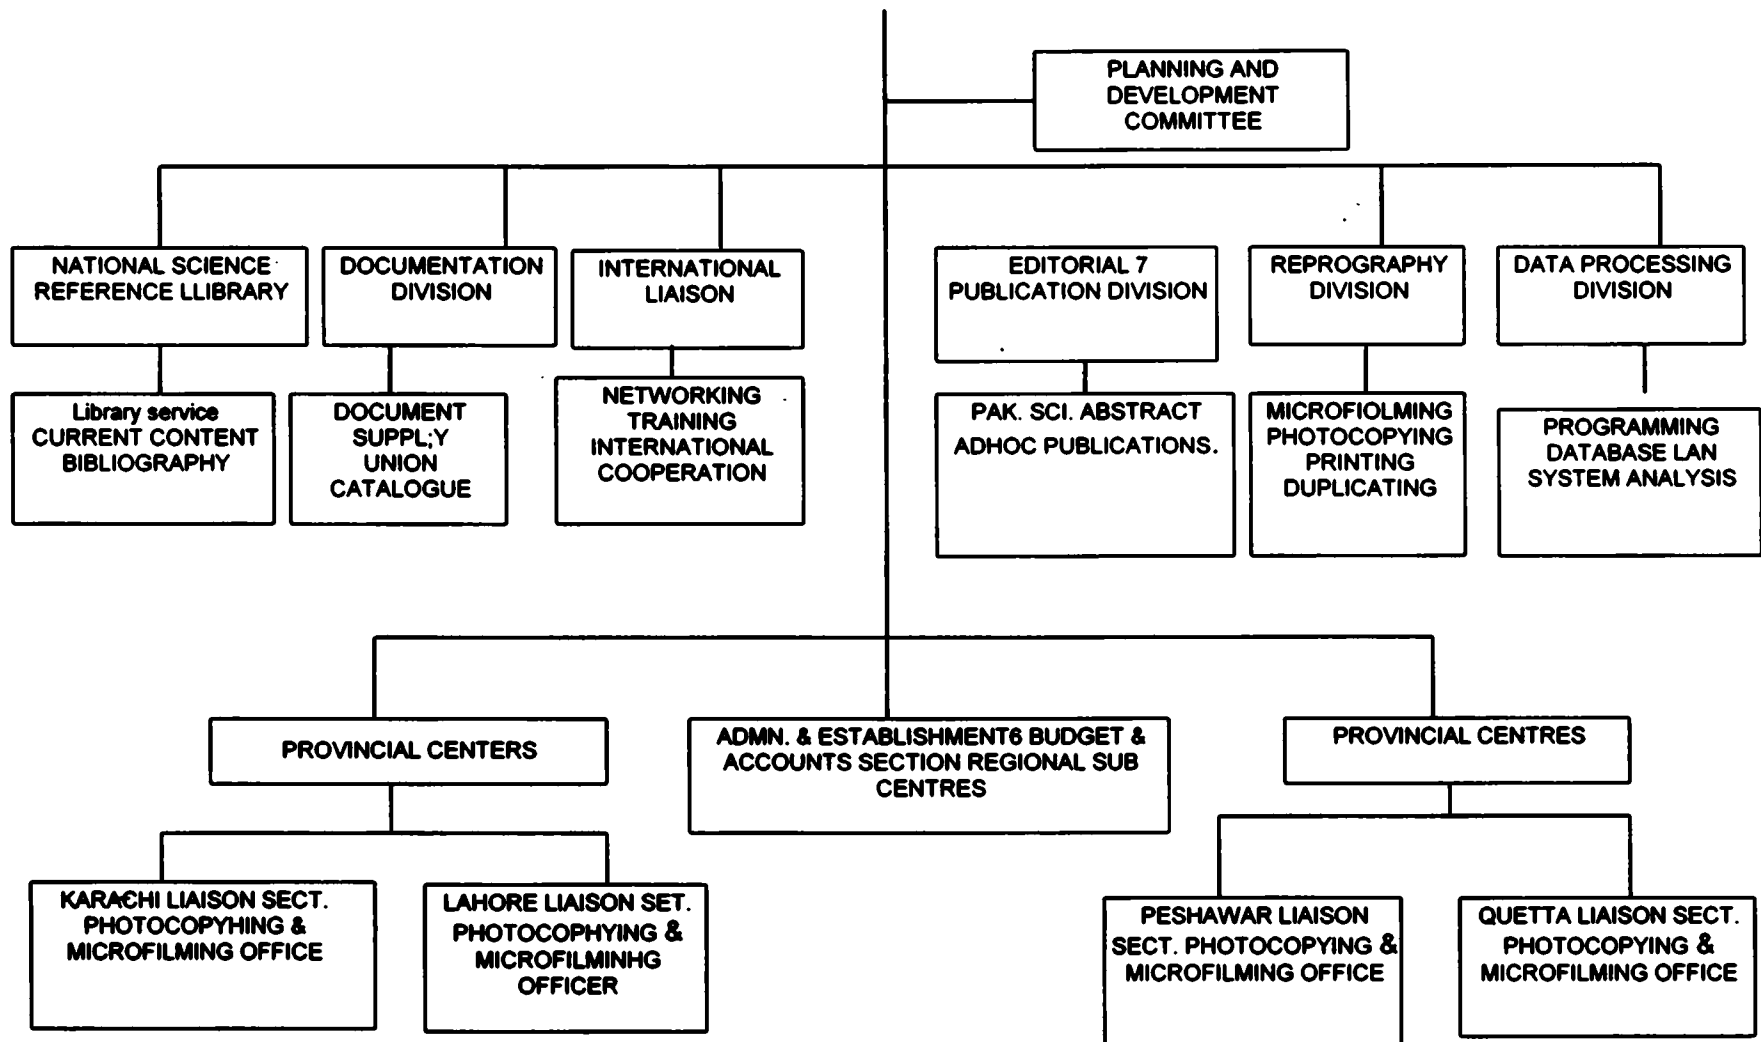 PLANNING AND
DEVELOPMENT
COMMITTEE
NATIONAL SCIENCE
REFERENCE LLIBRARY
DOCUMENTATION
DIVISION
INTERNATIONAL
LIAISON
EDITORIAL 7
PUBLICATION DIVISION
REPROGRAPHY
DIVISION
DATA PROCESSING
DIVISION
Library service
CURRENT CONTENT
BIBLIOGRAPHY
DOCUMENT
SUPPL;Y
UNION
CATALOGUE
NETWORKING
TRAINING
INTERNATIONAL
COOPERATION
PAK. SCI. ABSTRACT
ADHOC PUBLICATIONS.
MICROFIOLMING
PHOTOCOPYING
PRINTING
DUPLICATING
PROGRAMMING
DATABASE LAN
SYSTEM ANALYSIS
PROVINCIAL CENTERS
ADMN. & ESTABLISHMENT6 BUDGET &
ACCOUNTS SECTION REGIONAL SUB
CENTRES
PROVINCIAL CENTRES
KARACHI LIAISON SECT.
PHOTOCOPYHING &
MICROFILMING OFFICE
LAHORE LIAISON SET.
PHOTOCOPHYING &
MICROFILMINHG
OFFICER
PESHAWAR LIAISON
SECT. PHOTOCOPYING &
MICROFILMING OFFICE
QUETTA LIAISON SECT.
PHOTOCOPYING &
MICROFILMING OFFICE